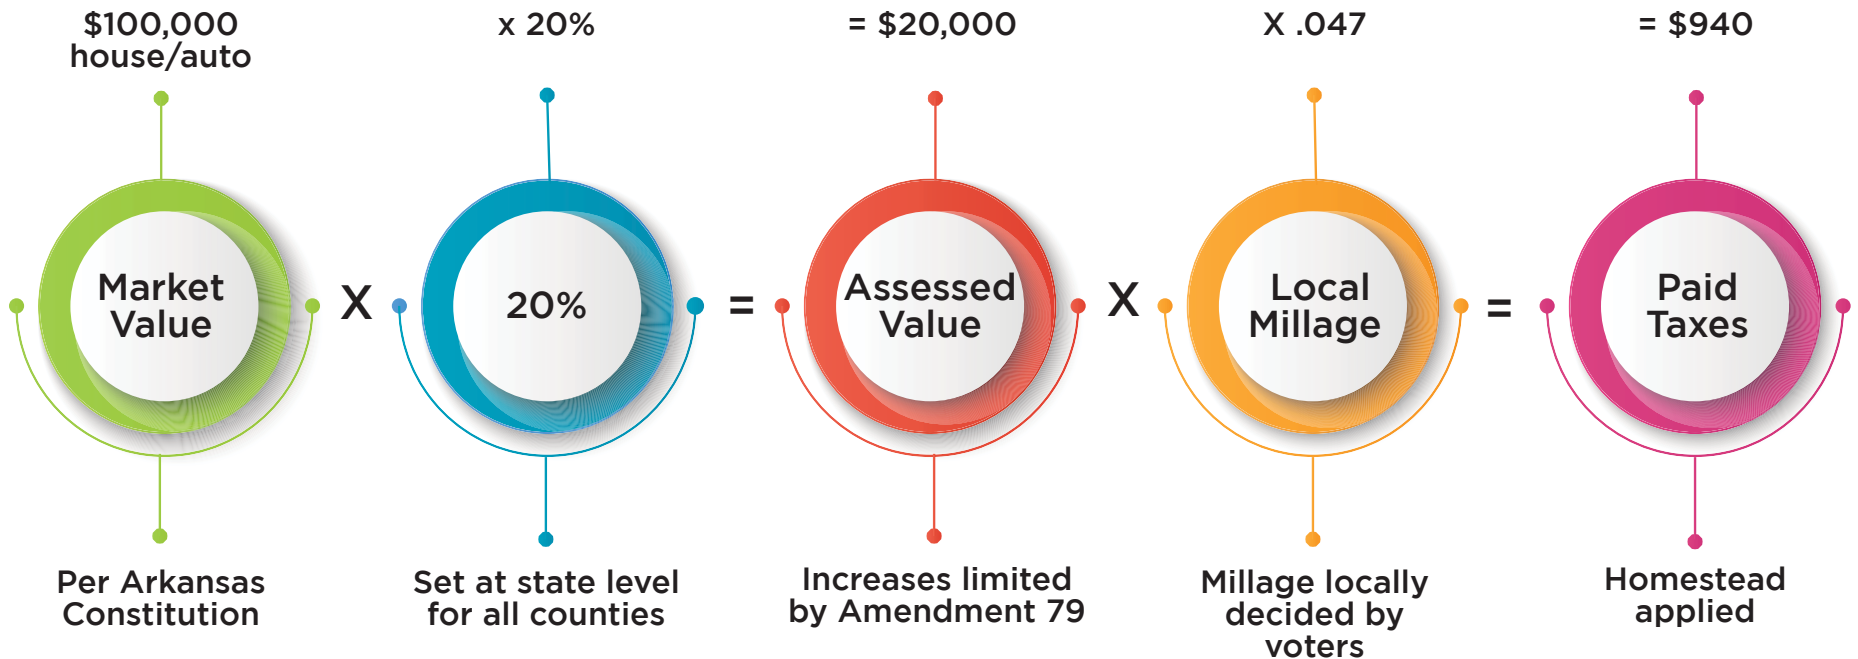 $100,000
house/auto
x 20%
= $20,000
X .047
= $940
Market
Value
X
20%
=
Assessed
Value
X
Local
Millage
=
Paid
Taxes
Per Arkansas
Constitution
Set at state level
for all counties
Increases limited
by Amendment 79
Millage locally
decided by
voters
Homestead
applied